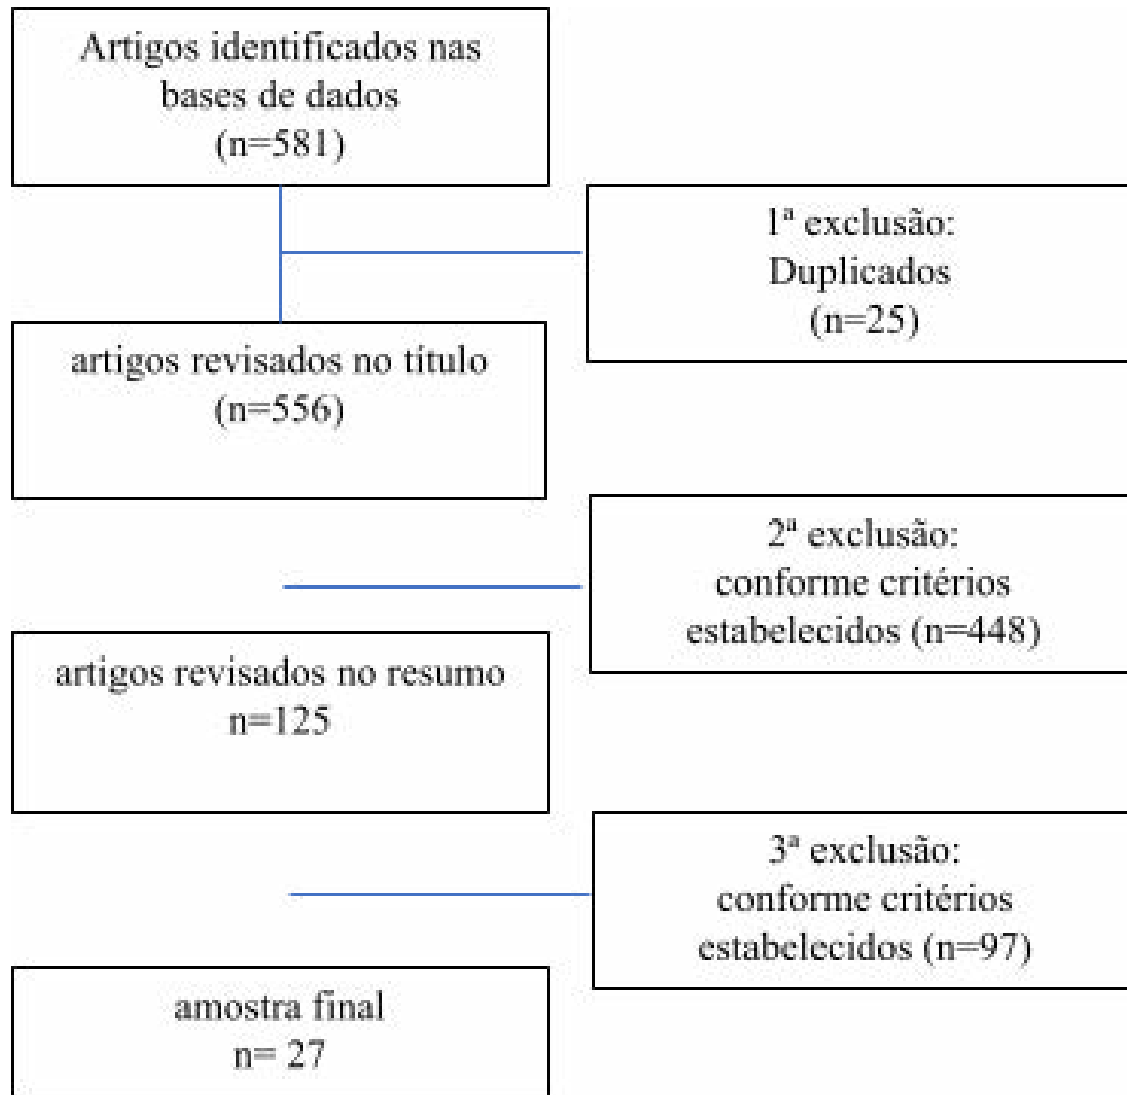 Artigos identificados nas
bases de dados
(n=581)
1ª exclusão:
Duplicados
(n=25)
artigos revisados no título
(n=556)
2ª exclusão:
conforme critérios
estabelecidos (n=448)
artigos revisados no resumo
n=125
3ª exclusão:
conforme critérios
estabelecidos (n=97)
amostra final
n= 27